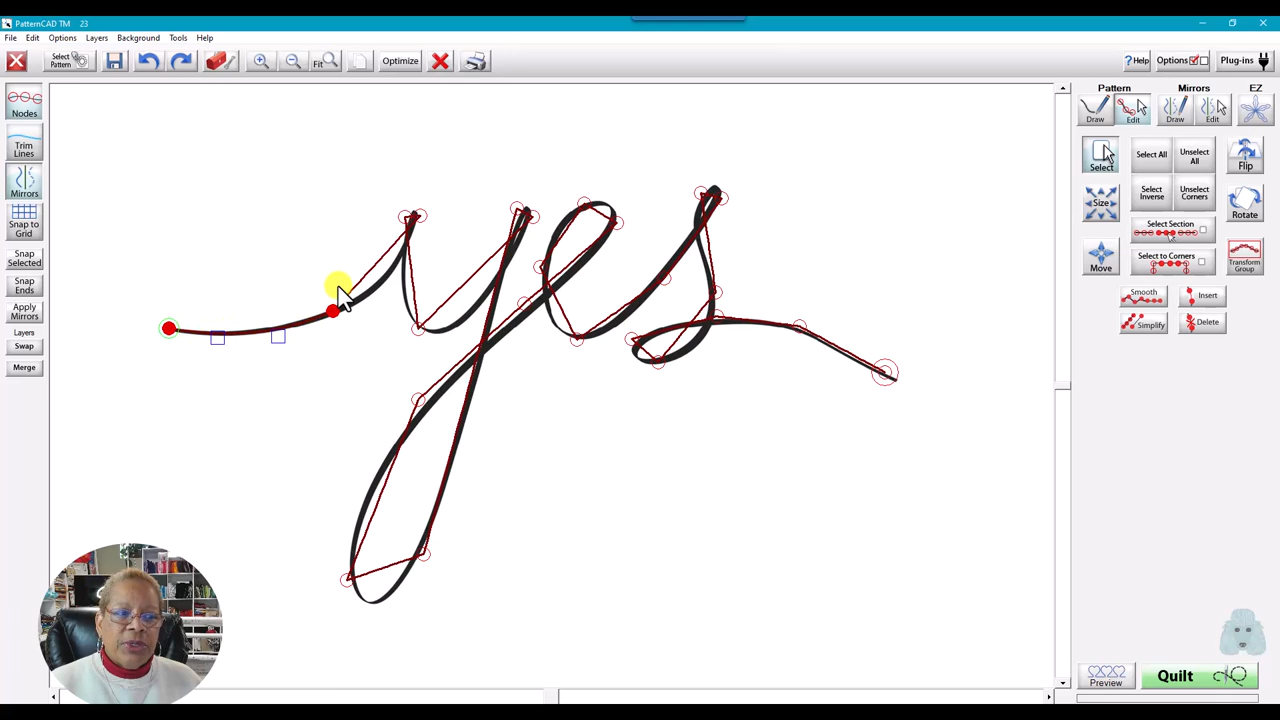 PatternCAD TM 23
File Edit Options Layers Background Tools Help
Select Pattern Fit Optimize ?Help Options Plug-ins
Pattern Mirrors EZ
Draw Edit Draw Edit
Nodes
Trim Lines
Mirrors
Snap to Grid
Snap Selected
Snap Ends
Apply Mirrors
Layers
Swap
Merge
yes
Select Select All Unselect All Flip
Size Select Inverse Unselect Corners Rotate
Select Section
Move Select to Corners Transform Group
Smooth Insert
Simplify Delete
Preview Quilt